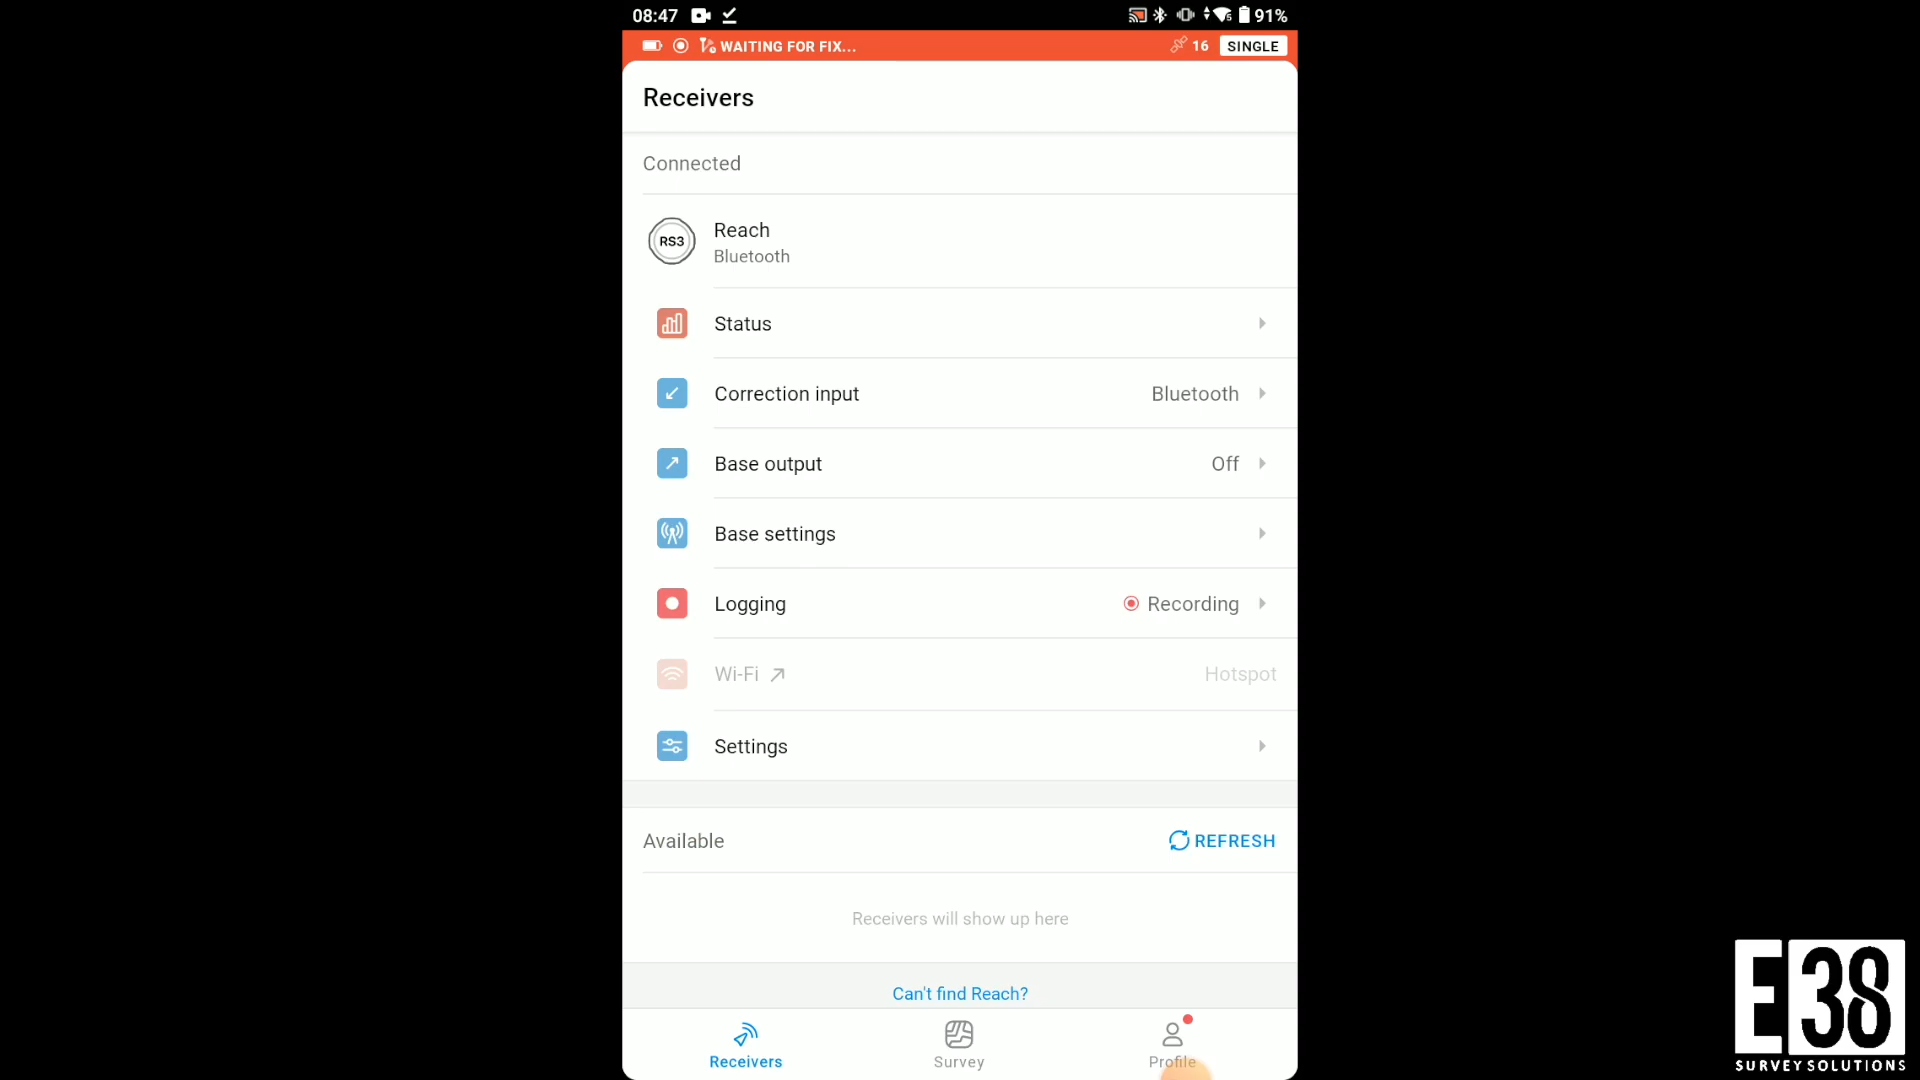 08:47
91%
WAITING FOR FIX...
16
SINGLE
Receivers
Connected
RS3
Reach
Bluetooth
Status
Correction input
Bluetooth
Base output
Off
Base settings
Logging
Recording
Wi-Fi
Hotspot
Settings
Available
REFRESH
Receivers will show up here
Can't find Reach?
Receivers
Survey
Profile
E38
SURVEY SOLUTIONS